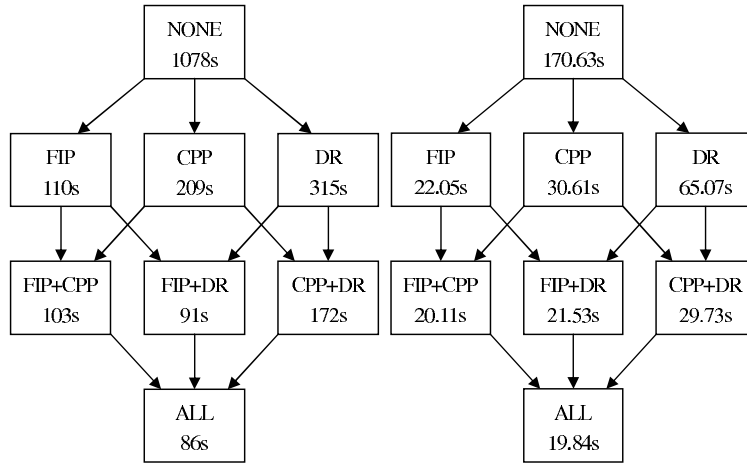 NONE
1078s
NONE
170.63s
FIP
110s
CPP
209s
DR
315s
FIP
22.05s
CPP
30.61s
DR
65.07s
FIP+CPP
103s
FIP+DR
91s
CPP+DR
172s
FIP+CPP
20.11s
FIP+DR
21.53s
CPP+DR
29.73s
ALL
86s
ALL
19.84s